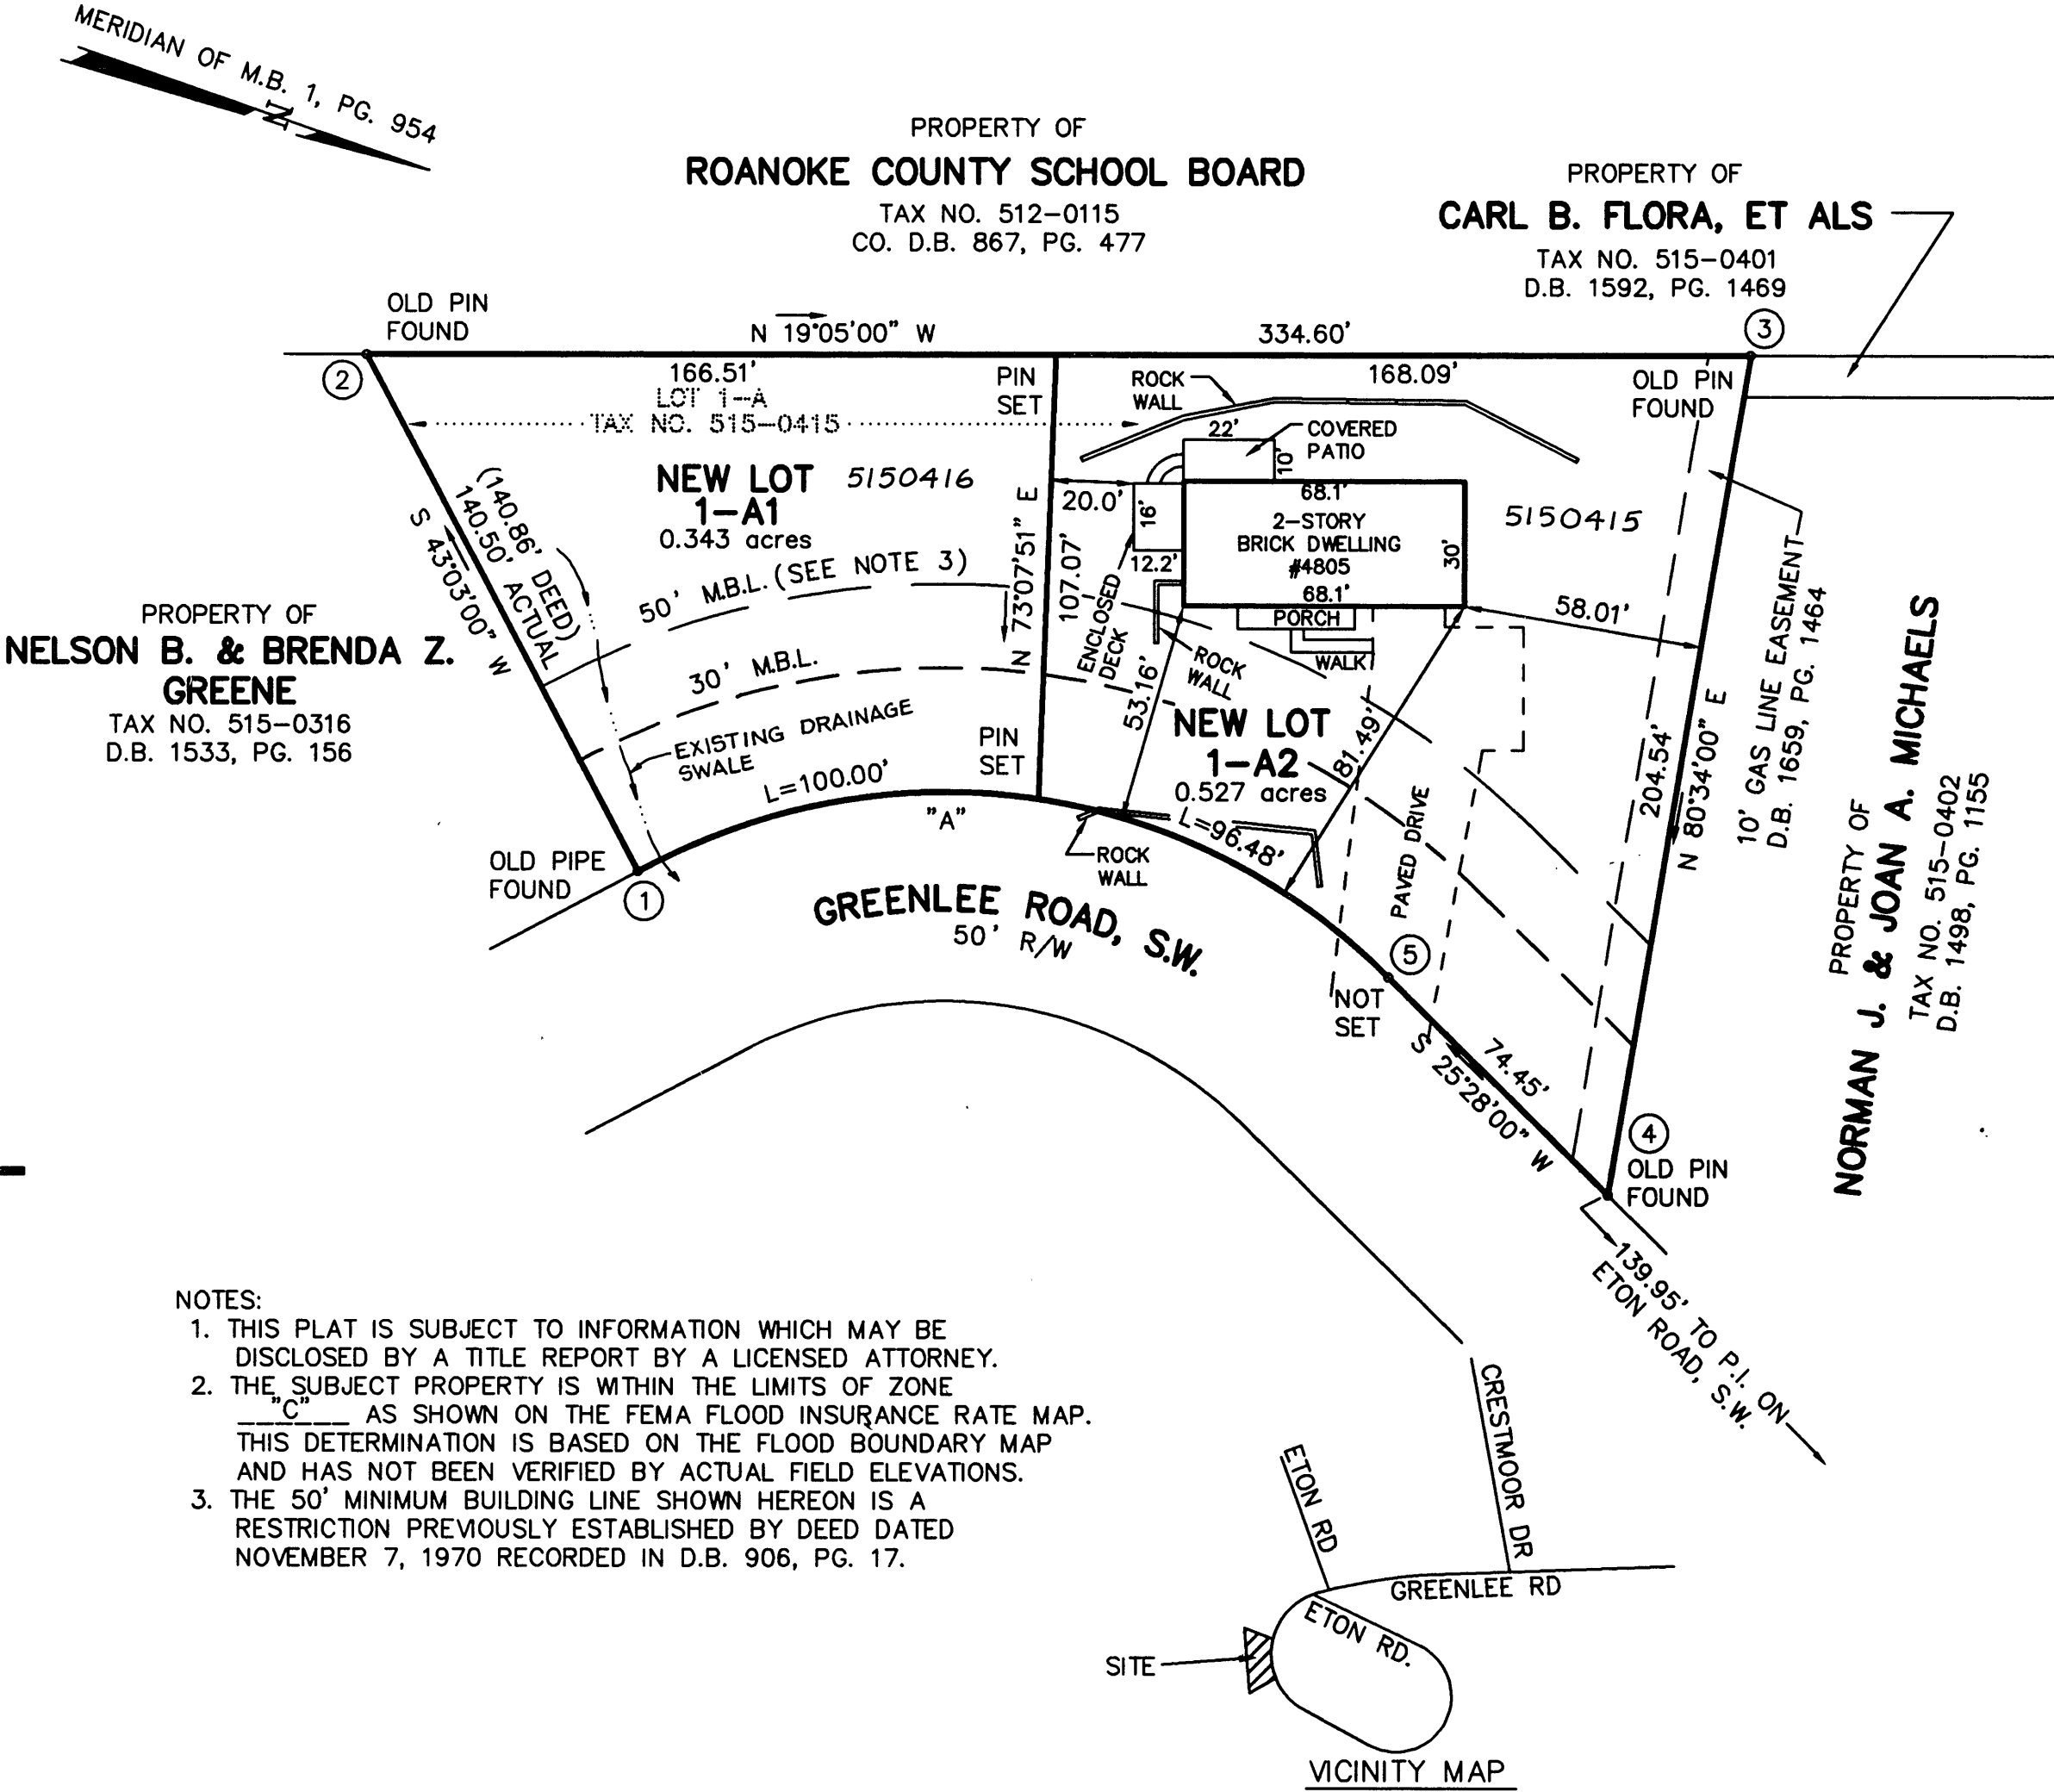 MERIDIAN OF M.B. 1, PG. 954
N
PROPERTY OF
ROANOKE COUNTY SCHOOL BOARD
TAX NO. 512-0115
CO. D.B. 867, PG. 477
PROPERTY OF
CARL B. FLORA, ET ALS
TAX NO. 515-0401
D.B. 1592, PG. 1469
OLD PIN
FOUND
N 19°05'00" W
334.60'
3
2
166.51'
LOT 1-A
TAX NO. 515-0415
PIN
SET
ROCK
WALL
168.09'
OLD PIN
FOUND
22'
COVERED
PATIO
10'
NEW LOT
1-A1
0.343 acres
5150416
(140.86' DEED)
140.50' ACTUAL
S 43°03'00" W
N 73°07'51" E
107.07'
20.0'
16'
12.2'
ENCLOSED
DECK
68.1'
2-STORY
BRICK DWELLING
#4805
68.1'
30'
PORCH
WALK
5150415
58.01'
50' M.B.L. (SEE NOTE 3)
30' M.B.L.
EXISTING DRAINAGE
SWALE
PROPERTY OF
NELSON B. & BRENDA Z.
GREENE
TAX NO. 515-0316
D.B. 1533, PG. 156
PIN
SET
L=100.00'
"A"
53.16'
ROCK
WALL
NEW LOT
1-A2
0.527 acres
81.49'
L=96.48'
ROCK
WALL
PAVED DRIVE
204.54'
N 80°34'00" E
10' GAS LINE EASEMENT
D.B. 1659, PG. 1464
PROPERTY OF
NORMAN J. & JOAN A. MICHAELS
TAX NO. 515-0402
D.B. 1498, PG. 1155
OLD PIPE
FOUND
1
GREENLEE ROAD, S.W.
50' R/W
5
NOT
SET
74.45'
S 25°28'00" W
4
OLD PIN
FOUND
139.95' TO P.I. ON
ETON ROAD, S.W.
NOTES:
1. THIS PLAT IS SUBJECT TO INFORMATION WHICH MAY BE
DISCLOSED BY A TITLE REPORT BY A LICENSED ATTORNEY.
2. THE SUBJECT PROPERTY IS WITHIN THE LIMITS OF ZONE
__"C"__ AS SHOWN ON THE FEMA FLOOD INSURANCE RATE MAP.
THIS DETERMINATION IS BASED ON THE FLOOD BOUNDARY MAP
AND HAS NOT BEEN VERIFIED BY ACTUAL FIELD ELEVATIONS.
3. THE 50' MINIMUM BUILDING LINE SHOWN HEREON IS A
RESTRICTION PREVIOUSLY ESTABLISHED BY DEED DATED
NOVEMBER 7, 1970 RECORDED IN D.B. 906, PG. 17.
ETON RD
CRESTMOOR DR
GREENLEE RD
ETON RD.
SITE
VICINITY MAP